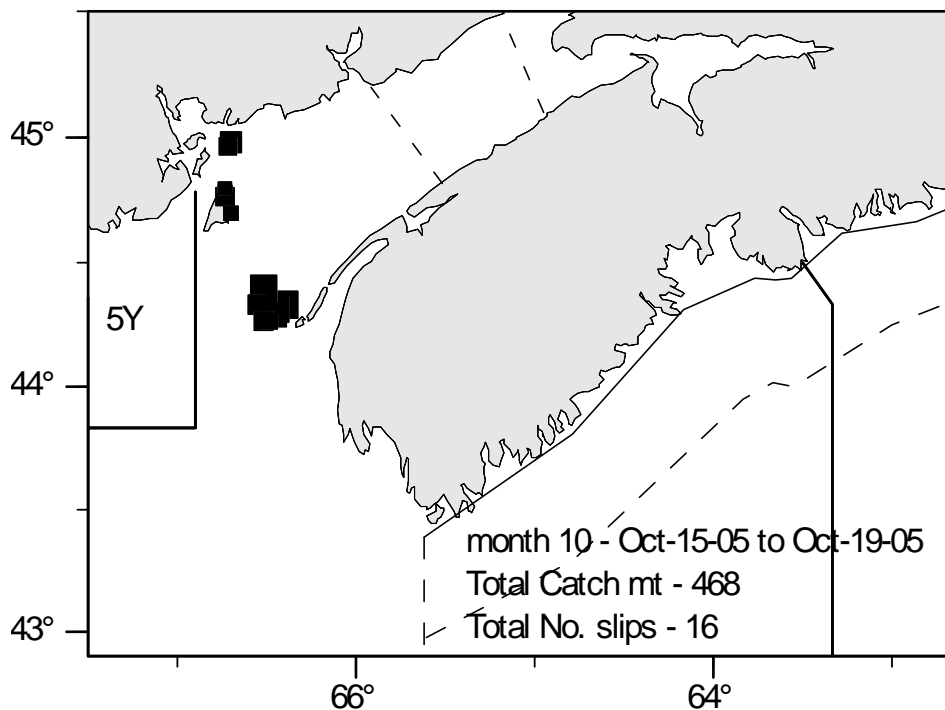 45°
5Y
44°
month 10 - Oct-15-05 to Oct-19-05
Total Catch mt - 468
Total No. slips - 16
43°
66°
64°